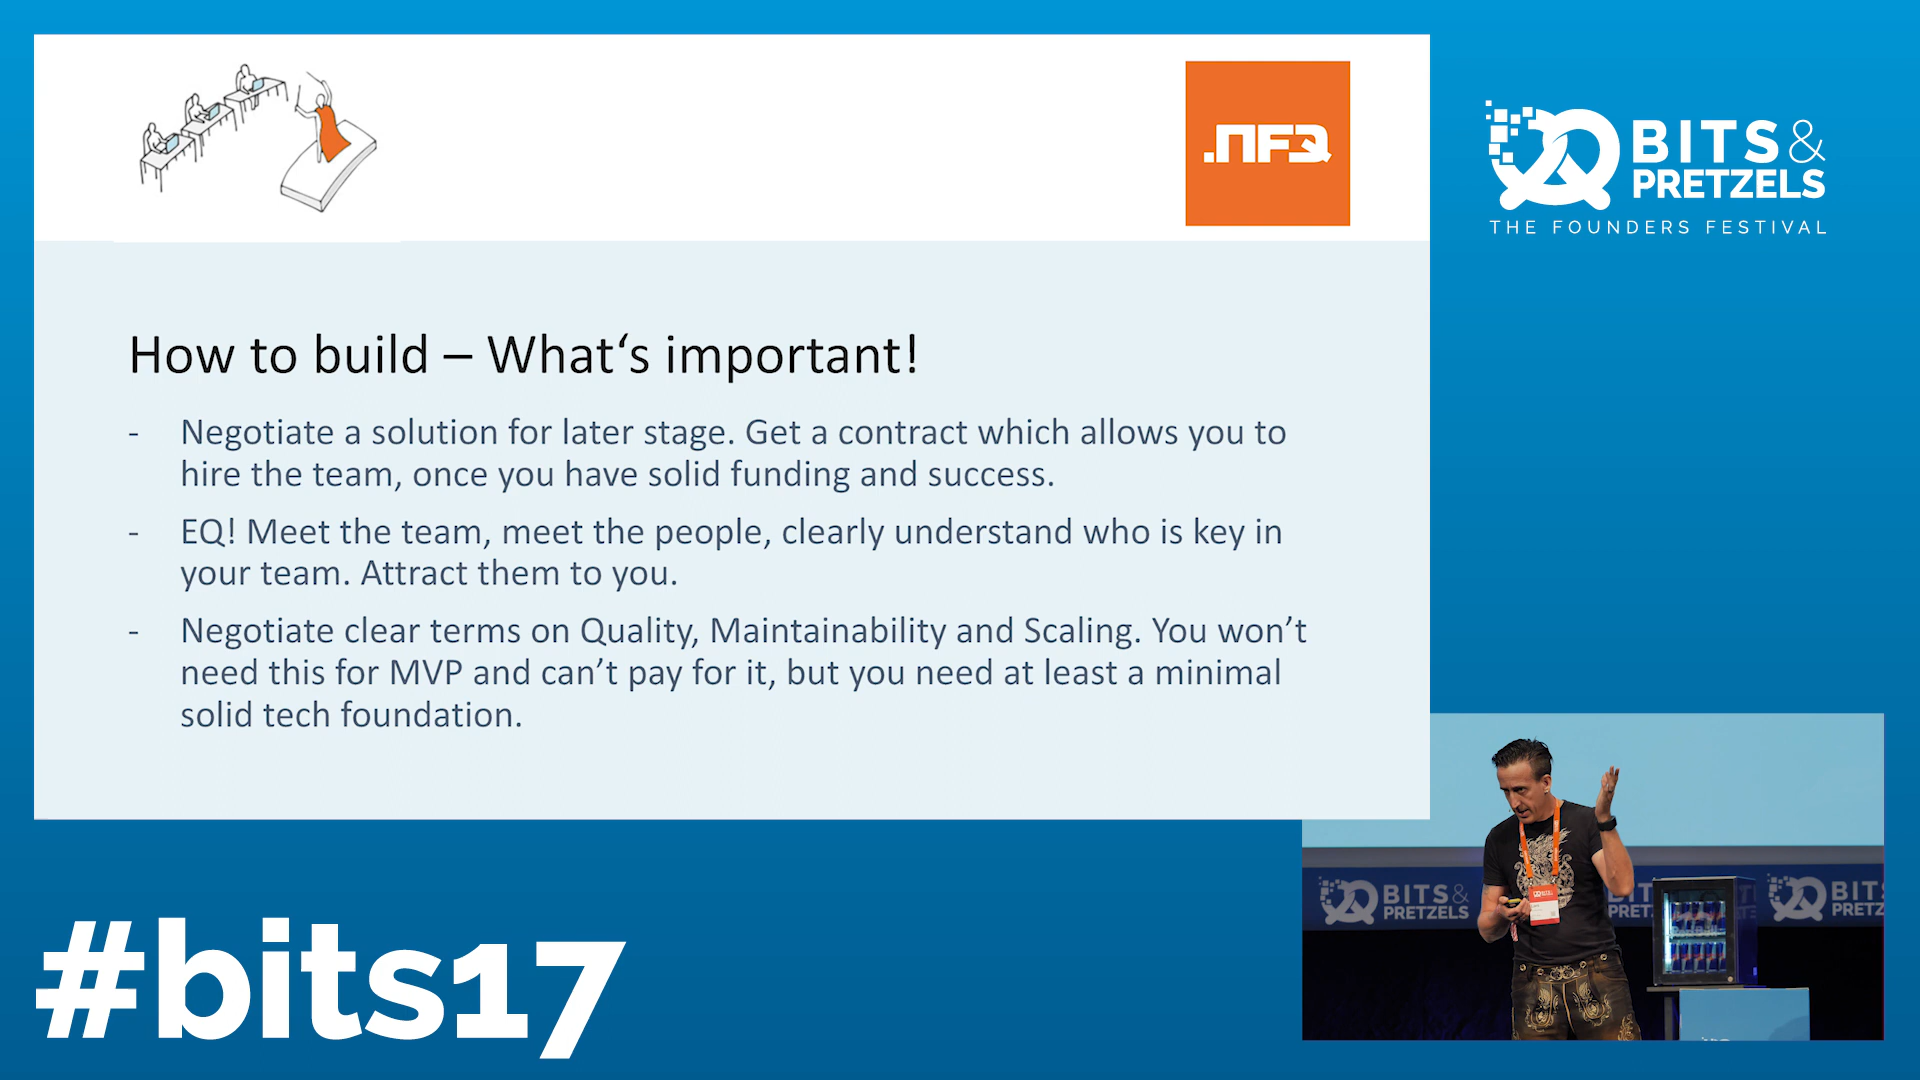 .NFQ
BITS &
PRETZELS
THE FOUNDERS FESTIVAL
How to build – What‘s important!
- Negotiate a solution for later stage. Get a contract which allows you to
hire the team, once you have solid funding and success.
- EQ! Meet the team, meet the people, clearly understand who is key in
your team. Attract them to you.
- Negotiate clear terms on Quality, Maintainability and Scaling. You won’t
need this for MVP and can’t pay for it, but you need at least a minimal
solid tech foundation.
BITS &
PRETZELS
BIT
PRET
BITS
PRETZ
#bits17